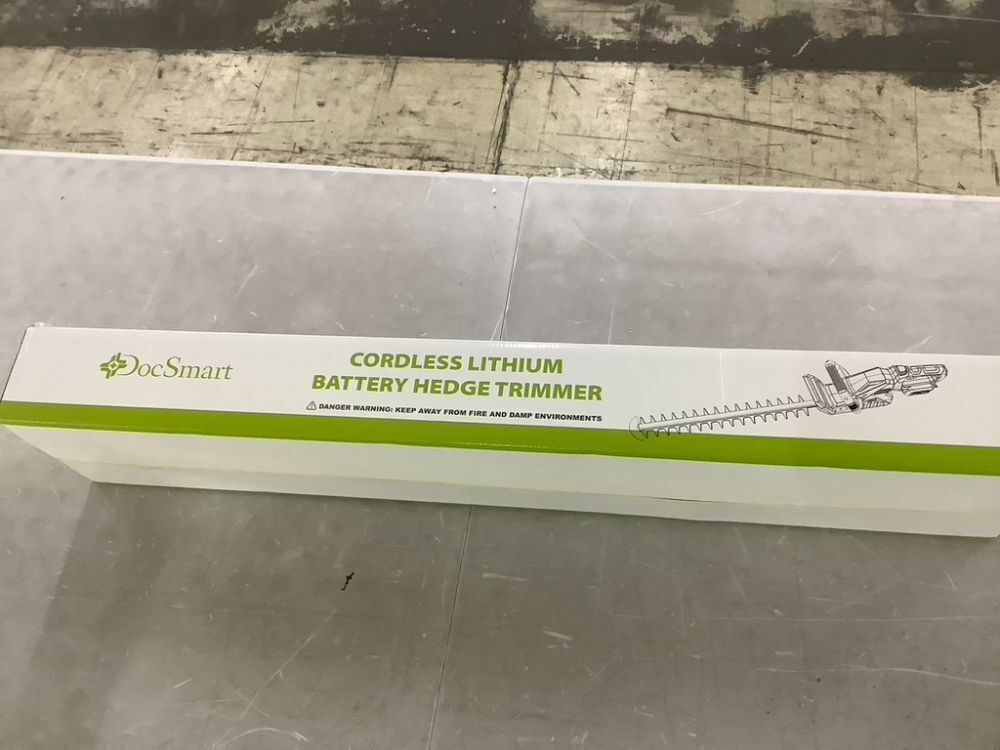 DocSmart
CORDLESS LITHIUM
BATTERY HEDGE TRIMMER
DANGER WARNING: KEEP AWAY FROM FIRE AND DAMP ENVIRONMENTS